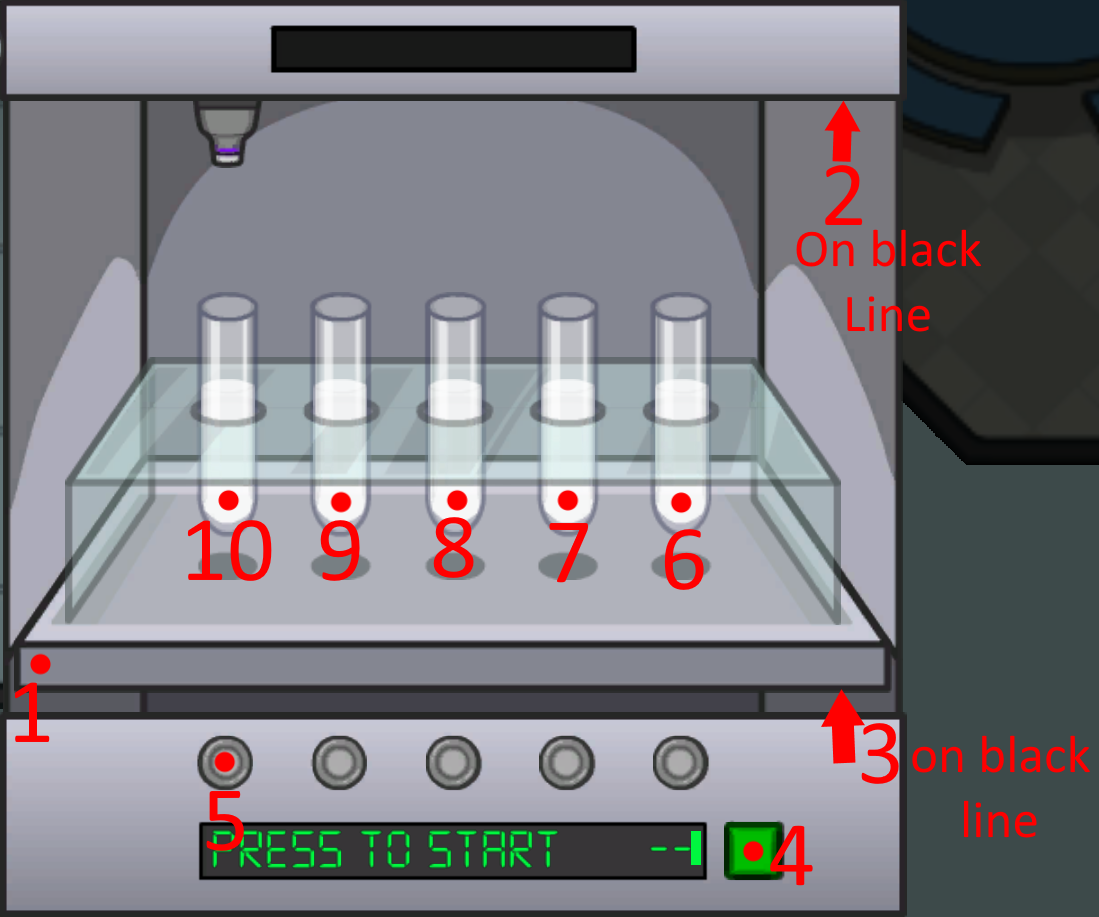 2
On black
Line
10 9 8 7 6
1
3 on black
line
5
PRESS TO START --
4